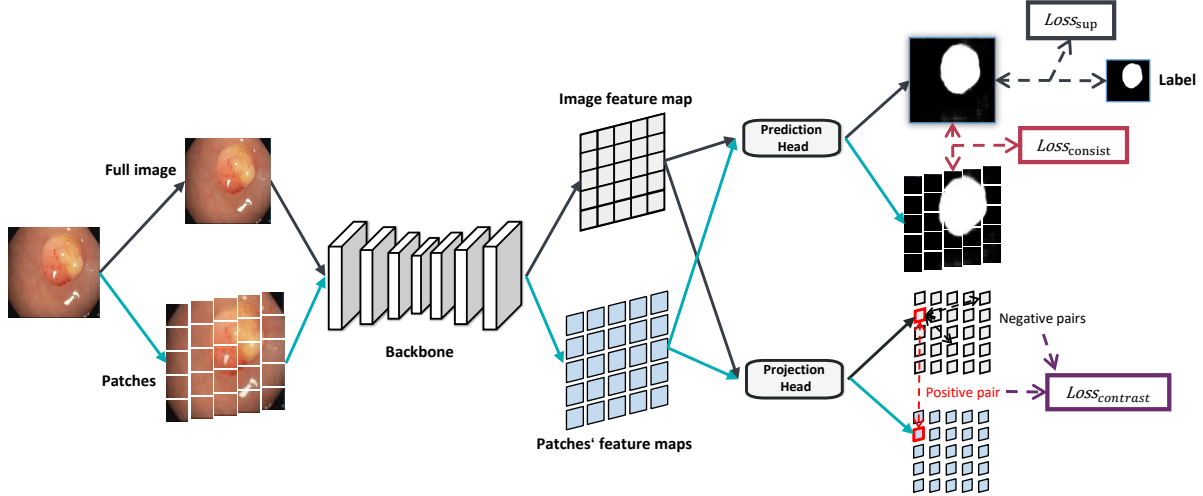 Full image
Patches
Backbone
Image feature map
Patches' feature maps
Prediction
Head
Projection
Head
Loss_sup
Label
Loss_consist
Negative pairs
Positive pair
Loss_contrast